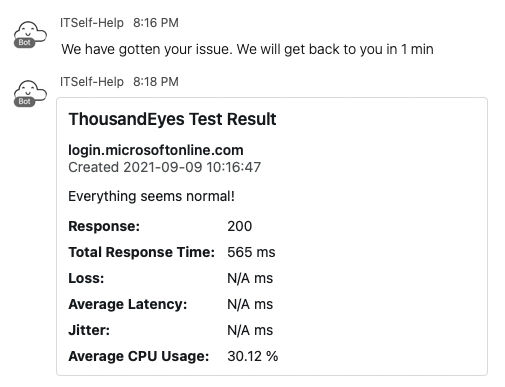 ITSelf-Help 8:16 PM
Bot
We have gotten your issue. We will get back to you in 1 min
ITSelf-Help 8:18 PM
Bot
ThousandEyes Test Result
login.microsoftonline.com
Created 2021-09-09 10:16:47
Everything seems normal!
Response: 200
Total Response Time: 565 ms
Loss: N/A ms
Average Latency: N/A ms
Jitter: N/A ms
Average CPU Usage: 30.12 %